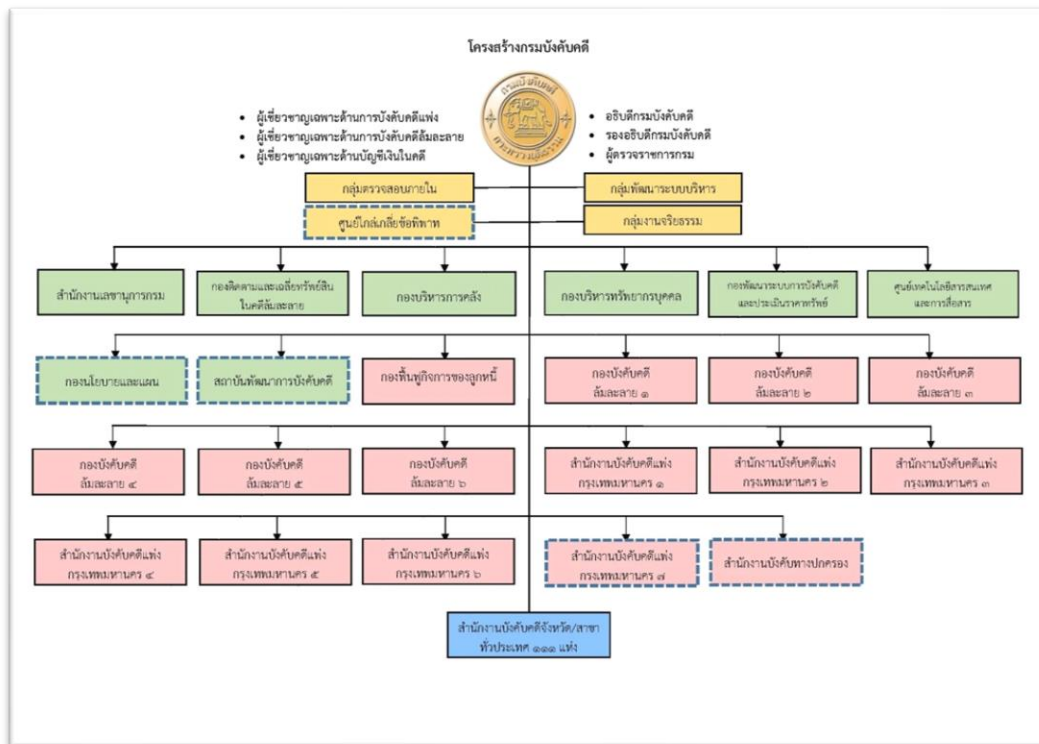 โครงสร้างกรมบังคับคดี
กรมบังคับคดี
กระทรวงยุติธรรม
• ผู้เชี่ยวชาญเฉพาะด้านการบังคับคดีแพ่ง
• ผู้เชี่ยวชาญเฉพาะด้านการบังคับคดีล้มละลาย
• ผู้เชี่ยวชาญเฉพาะด้านบัญชีเงินในคดี
• อธิบดีกรมบังคับคดี
• รองอธิบดีกรมบังคับคดี
• ผู้ตรวจราชการกรม
กลุ่มตรวจสอบภายใน
กลุ่มพัฒนาระบบบริหาร
ศูนย์ไกล่เกลี่ยข้อพิพาท
กลุ่มงานจริยธรรม
สำนักงานเลขานุการกรม
กองติดตามและเฉลี่ยทรัพย์สิน
ในคดีล้มละลาย
กองบริหารการคลัง
กองบริหารทรัพยากรบุคคล
กองพัฒนาระบบการบังคับคดี
และประเมินราคาทรัพย์
ศูนย์เทคโนโลยีสารสนเทศ
และการสื่อสาร
กองนโยบายและแผน
สถาบันพัฒนาการบังคับคดี
กองฟื้นฟูกิจการของลูกหนี้
กองบังคับคดี
ล้มละลาย ๑
กองบังคับคดี
ล้มละลาย ๒
กองบังคับคดี
ล้มละลาย ๓
กองบังคับคดี
ล้มละลาย ๔
กองบังคับคดี
ล้มละลาย ๕
กองบังคับคดี
ล้มละลาย ๖
สำนักงานบังคับคดีแพ่ง
กรุงเทพมหานคร ๑
สำนักงานบังคับคดีแพ่ง
กรุงเทพมหานคร ๒
สำนักงานบังคับคดีแพ่ง
กรุงเทพมหานคร ๓
สำนักงานบังคับคดีแพ่ง
กรุงเทพมหานคร ๔
สำนักงานบังคับคดีแพ่ง
กรุงเทพมหานคร ๕
สำนักงานบังคับคดีแพ่ง
กรุงเทพมหานคร ๖
สำนักงานบังคับคดีแพ่ง
กรุงเทพมหานคร ๗
สำนักงานบังคับทางปกครอง
สำนักงานบังคับคดีจังหวัด/สาขา
ทั่วประเทศ ๑๑๑ แห่ง